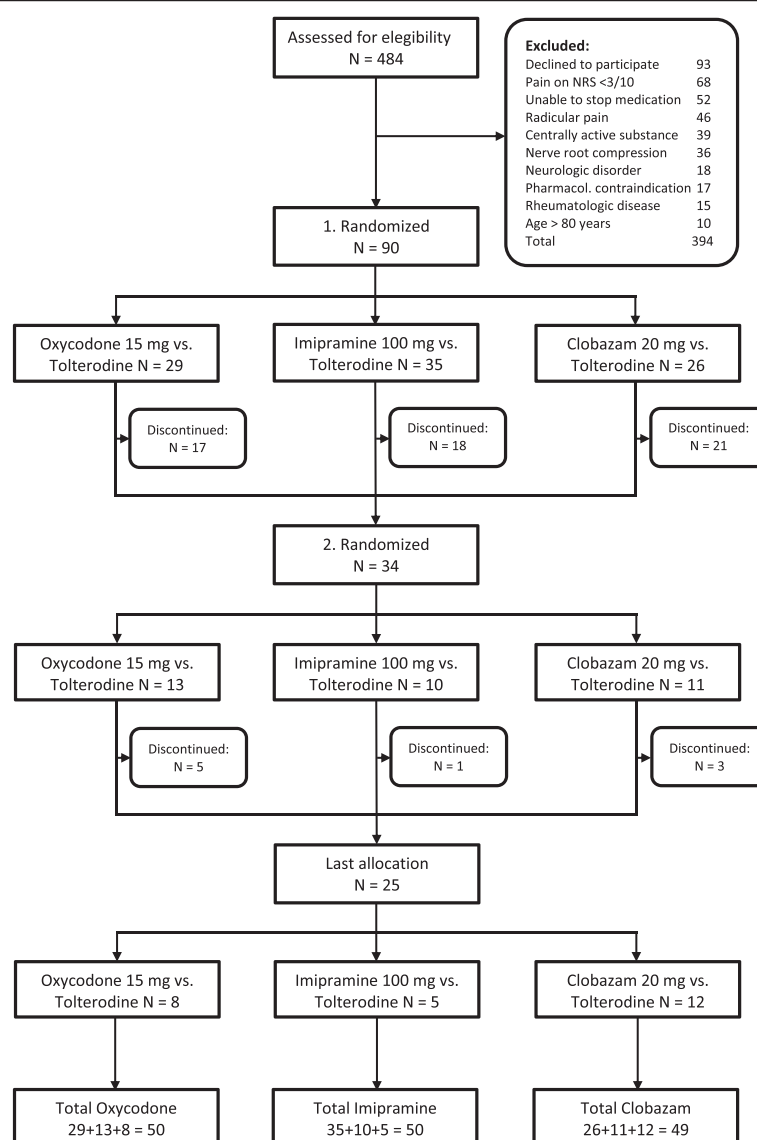 Assessed for elegibility
N = 484
Excluded:
Declined to participate 93
Pain on NRS <3/10 68
Unable to stop medication 52
Radicular pain 46
Centrally active substance 39
Nerve root compression 36
Neurologic disorder 18
Pharmacol. contraindication 17
Rheumatologic disease 15
Age > 80 years 10
Total 394
1. Randomized
N = 90
Oxycodone 15 mg vs.
Tolterodine N = 29
Imipramine 100 mg vs.
Tolterodine N = 35
Clobazam 20 mg vs.
Tolterodine N = 26
Discontinued:
N = 17
Discontinued:
N = 18
Discontinued:
N = 21
2. Randomized
N = 34
Oxycodone 15 mg vs.
Tolterodine N = 13
Imipramine 100 mg vs.
Tolterodine N = 10
Clobazam 20 mg vs.
Tolterodine N = 11
Discontinued:
N = 5
Discontinued:
N = 1
Discontinued:
N = 3
Last allocation
N = 25
Oxycodone 15 mg vs.
Tolterodine N = 8
Imipramine 100 mg vs.
Tolterodine N = 5
Clobazam 20 mg vs.
Tolterodine N = 12
Total Oxycodone
29+13+8 = 50
Total Imipramine
35+10+5 = 50
Total Clobazam
26+11+12 = 49